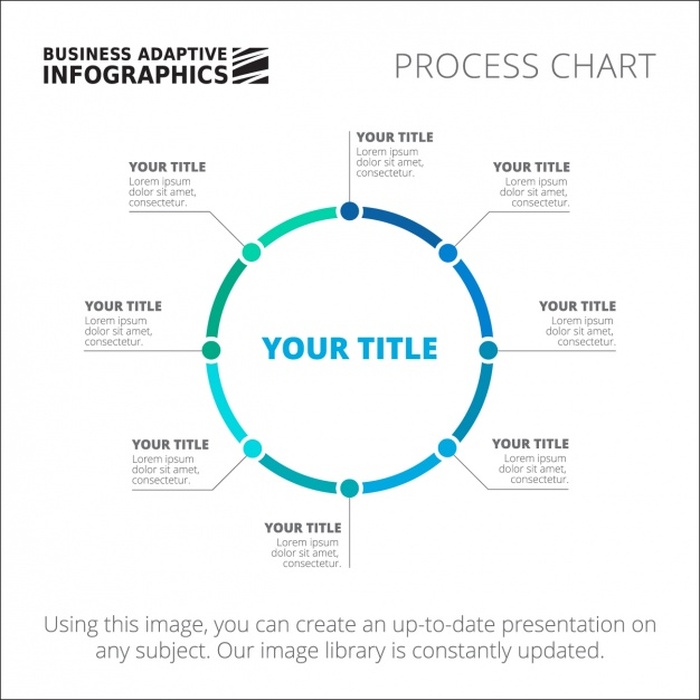 BUSINESS ADAPTIVE
INFOGRAPHICS
PROCESS CHART
YOUR TITLE
Lorem ipsum
dolor sit amet,
consectetur.
YOUR TITLE
Lorem ipsum
dolor sit amet,
consectetur.
YOUR TITLE
Lorem ipsum
dolor sit amet,
consectetur.
YOUR TITLE
Lorem ipsum
dolor sit amet,
consectetur.
YOUR TITLE
Lorem ipsum
dolor sit amet,
consectetur.
YOUR TITLE
YOUR TITLE
Lorem ipsum
dolor sit amet,
consectetur.
YOUR TITLE
Lorem ipsum
dolor sit amet,
consectetur.
YOUR TITLE
Lorem ipsum
dolor sit amet,
consectetur.
Using this image, you can create an up-to-date presentation on
any subject. Our image library is constantly updated.